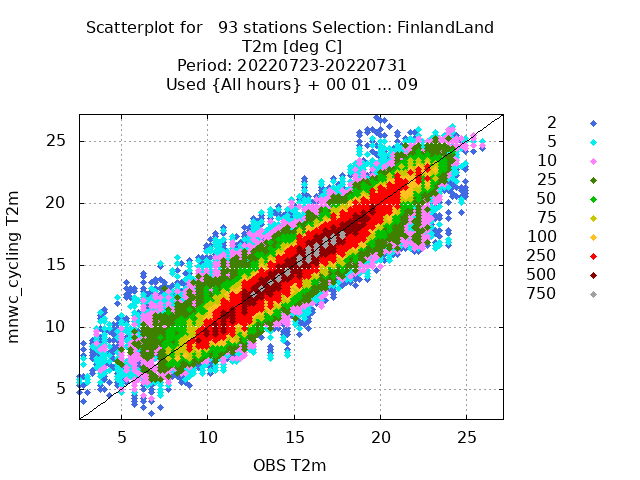 Scatterplot for   93 stations Selection: FinlandLand
T2m [deg C]
Period: 20220723-20220731
Used {All hours} + 00 01 ... 09
mnwc_cycling T2m
25
20
15
10
5
5 10 15 20 25
OBS T2m
2
5
10
25
50
75
100
250
500
750